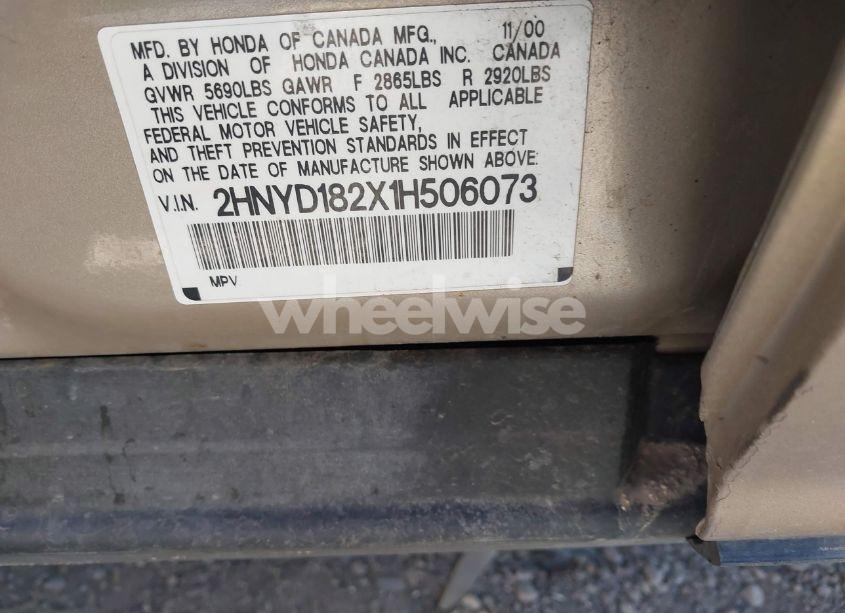 MFD. BY HONDA OF CANADA MFG., 11/00
A DIVISION OF HONDA CANADA INC. CANADA
GVWR 5690LBS GAWR F 2865LBS R 2920LBS
THIS VEHICLE CONFORMS TO ALL APPLICABLE
FEDERAL MOTOR VEHICLE SAFETY,
AND THEFT PREVENTION STANDARDS IN EFFECT
ON THE DATE OF MANUFACTURE SHOWN ABOVE:
V.I.N. 2HNYD182X1H506073
MPV
wheelwise